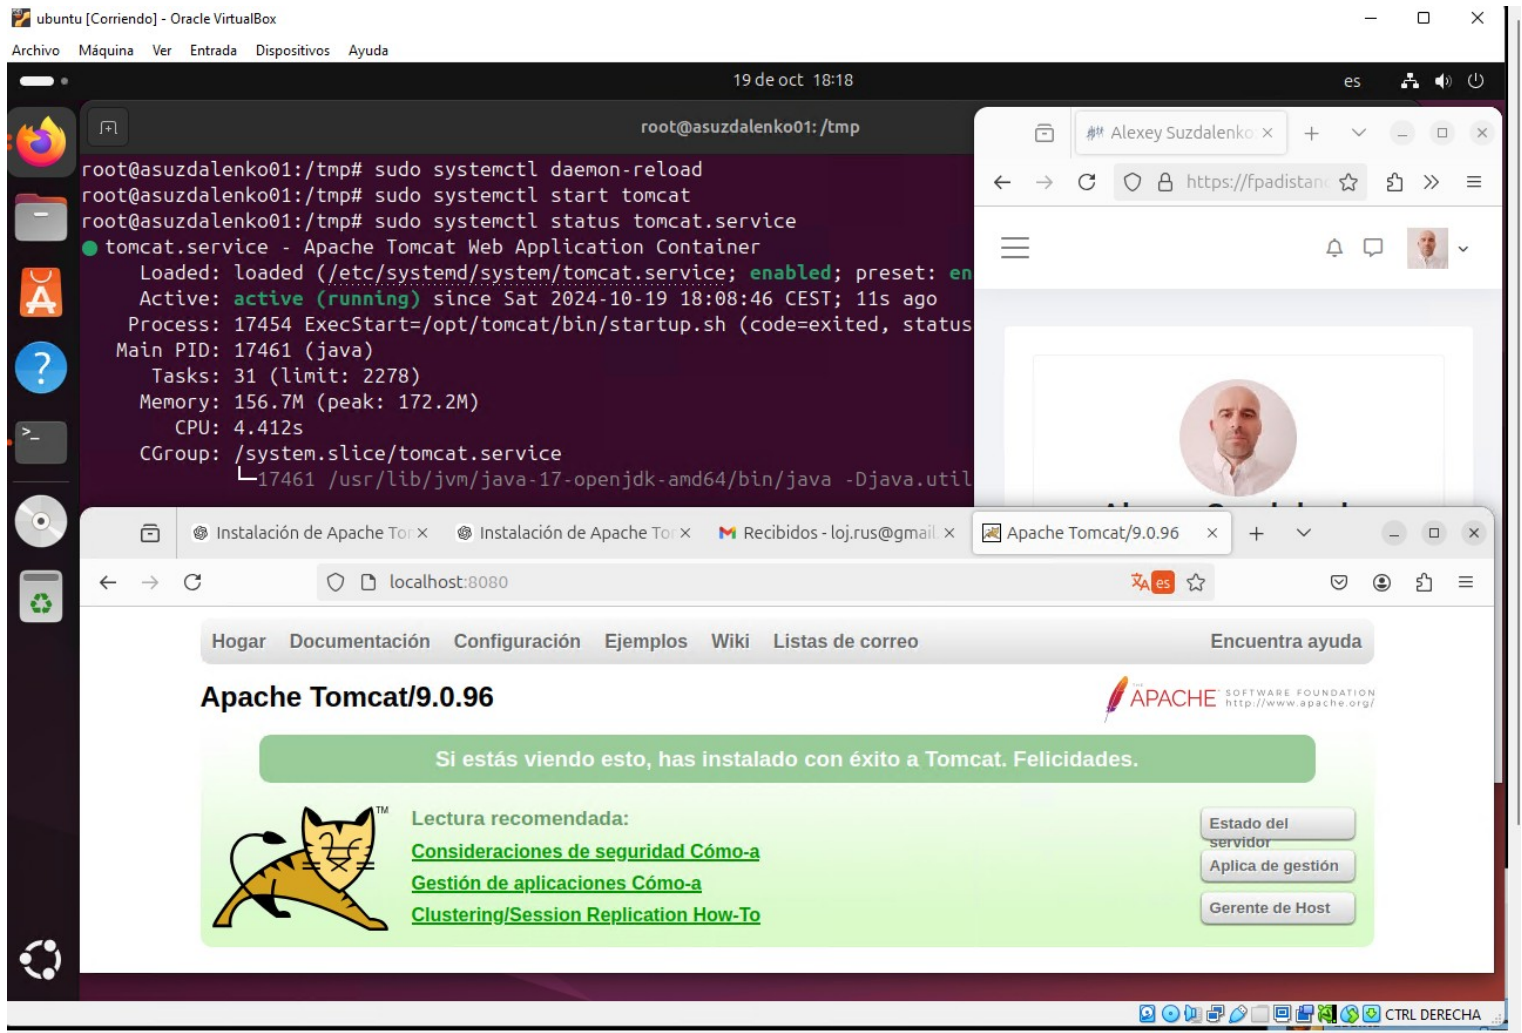 ubuntu [Corriendo] - Oracle VirtualBox
Archivo Máquina Ver Entrada Dispositivos Ayuda
19 de oct 18:18
es
root@asuzdalenko01: /tmp
root@asuzdalenko01:/tmp# sudo systemctl daemon-reload
root@asuzdalenko01:/tmp# sudo systemctl start tomcat
root@asuzdalenko01:/tmp# sudo systemctl status tomcat.service
tomcat.service - Apache Tomcat Web Application Container
Loaded: loaded (/etc/systemd/system/tomcat.service; enabled; preset: en
Active: active (running) since Sat 2024-10-19 18:08:46 CEST; 11s ago
Process: 17454 ExecStart=/opt/tomcat/bin/startup.sh (code=exited, status
Main PID: 17461 (java)
Tasks: 31 (limit: 2278)
Memory: 156.7M (peak: 172.2M)
CPU: 4.412s
CGroup: /system.slice/tomcat.service
17461 /usr/lib/jvm/java-17-openjdk-amd64/bin/java -Djava.util
Alexey Suzdalenko
https://fpadistanc
Instalación de Apache Tor
Instalación de Apache Tor
Recibidos - loj.rus@gmail.
Apache Tomcat/9.0.96
localhost:8080
es
Hogar Documentación Configuración Ejemplos Wiki Listas de correo Encuentra ayuda
Apache Tomcat/9.0.96
THE APACHE SOFTWARE FOUNDATION
http://www.apache.org/
Si estás viendo esto, has instalado con éxito a Tomcat. Felicidades.
TM
Lectura recomendada:
Consideraciones de seguridad Cómo-a
Gestión de aplicaciones Cómo-a
Clustering/Session Replication How-To
Estado del
servidor
Aplica de gestión
Gerente de Host
CTRL DERECHA